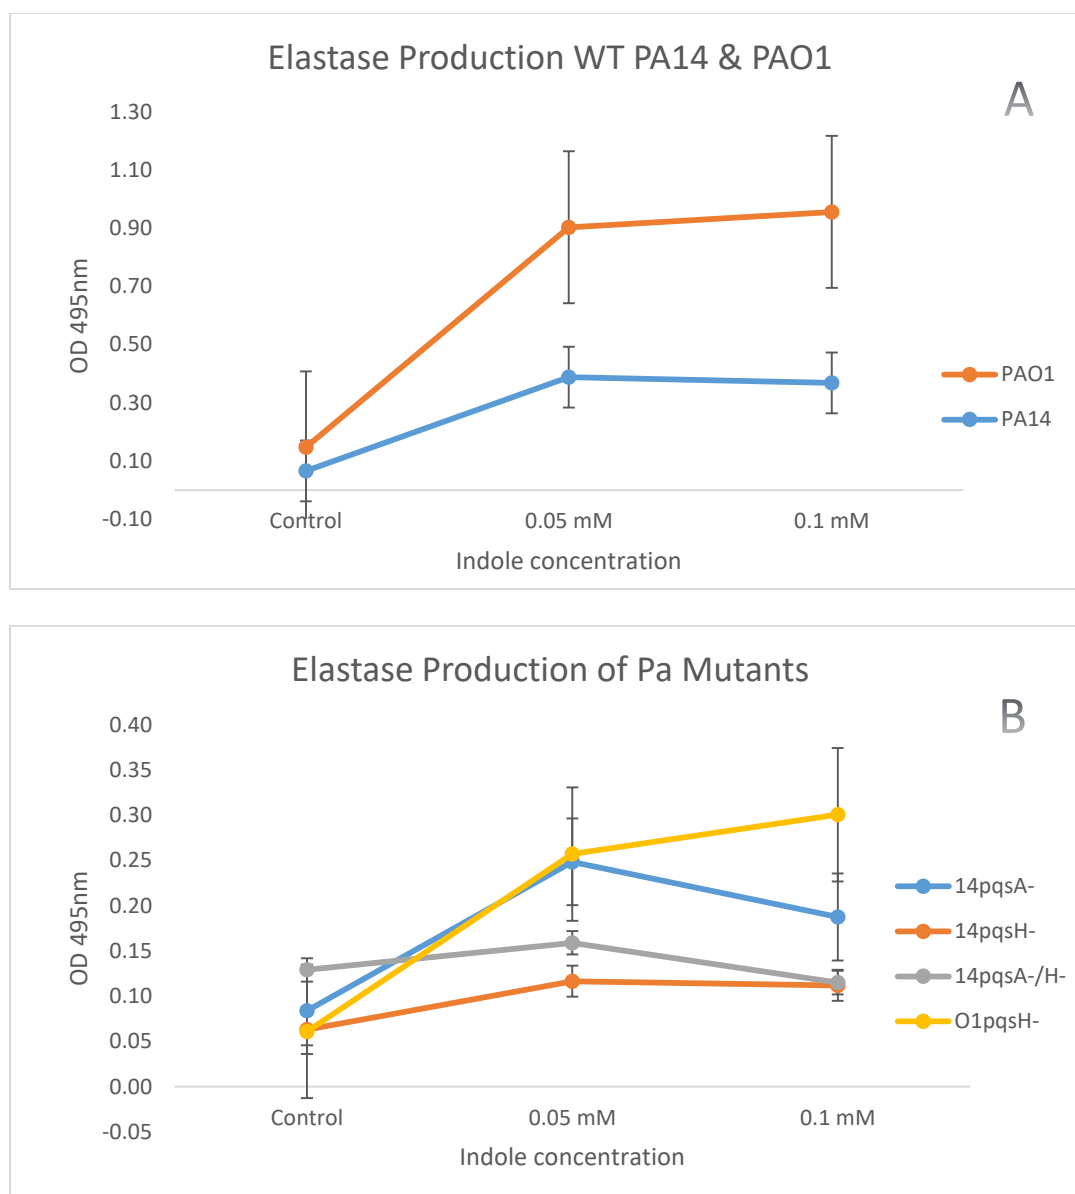 Elastase Production WT PA14 & PAO1
A
1.30
1.10
0.90
0.70
0.50
0.30
0.10
-0.10
OD 495nm
Control
0.05 mM
0.1 mM
Indole concentration
PAO1
PA14
Elastase Production of Pa Mutants
B
0.40
0.35
0.30
0.25
0.20
0.15
0.10
0.05
0.00
-0.05
OD 495nm
Control
0.05 mM
0.1 mM
Indole concentration
14pqsA-
14pqsH-
14pqsA-/H-
O1pqsH-